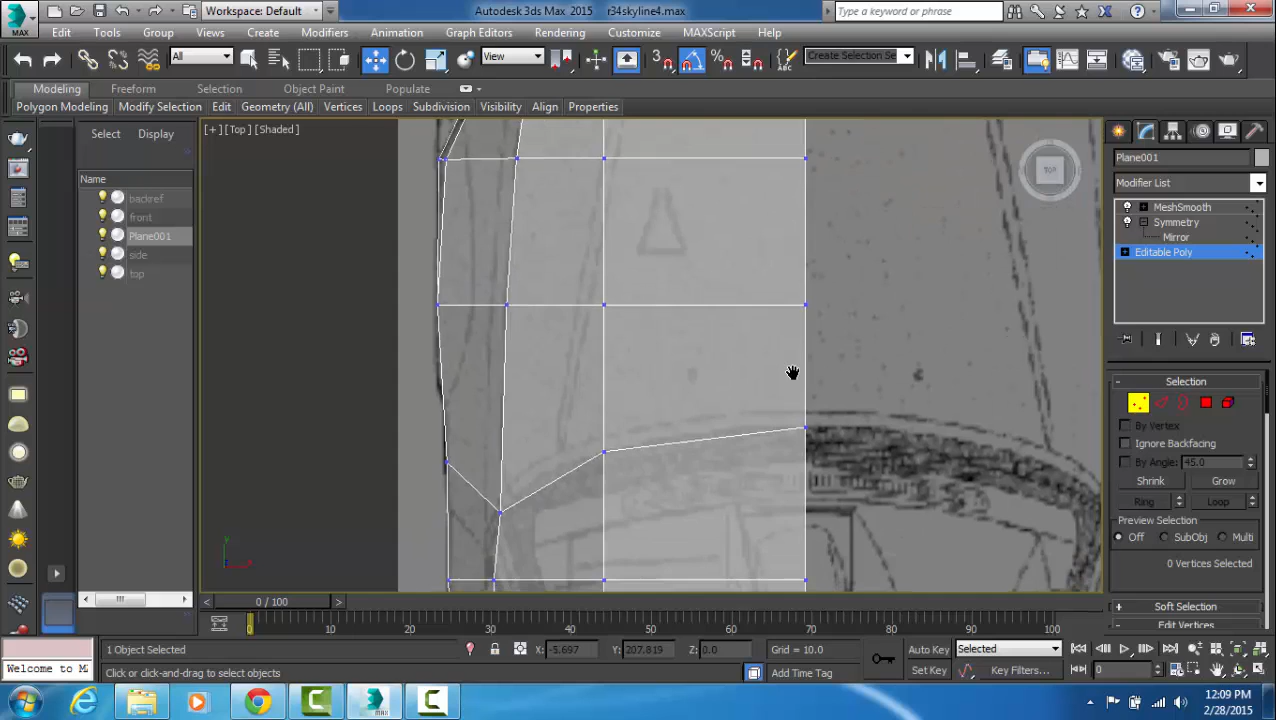 Workspace: Default
Autodesk 3ds Max 2015 r34skyline4.max
Type a keyword or phrase
MAX
Edit Tools Group Views Create Modifiers Animation Graph Editors Rendering Customize MAXScript Help
All View 3 Create Selection Se
Modeling Freeform Selection Object Paint Populate
Polygon Modeling Modify Selection Edit Geometry (All) Vertices Loops Subdivision Visibility Align Properties
Select Display
[+] [Top] [Shaded]
TOP
Name
backref
front
Plane001
side
top
Plane001
Modifier List
MeshSmooth
Symmetry
Mirror
Editable Poly
Selection
By Vertex
Ignore Backfacing
By Angle: 45.0
Shrink Grow
Ring Loop
Preview Selection
Off SubObj Multi
0 Vertices Selected
Soft Selection
Edit Vertices
y
0 / 100
0 10 20 30 40 50 60 70 80 90 100
1 Object Selected X: -5.697 Y: 207.819 Z: 0.0 Grid = 10.0 Auto Key Selected
Welcome to M Click or click-and-drag to select objects Add Time Tag Set Key Key Filters... 0
12:09 PM
2/28/2015